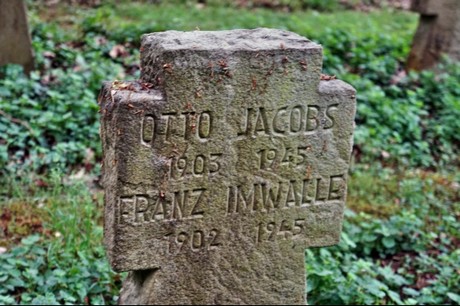 OTTO JACOBS
1903 1945
FRANZ IMWALLE
1902 1945